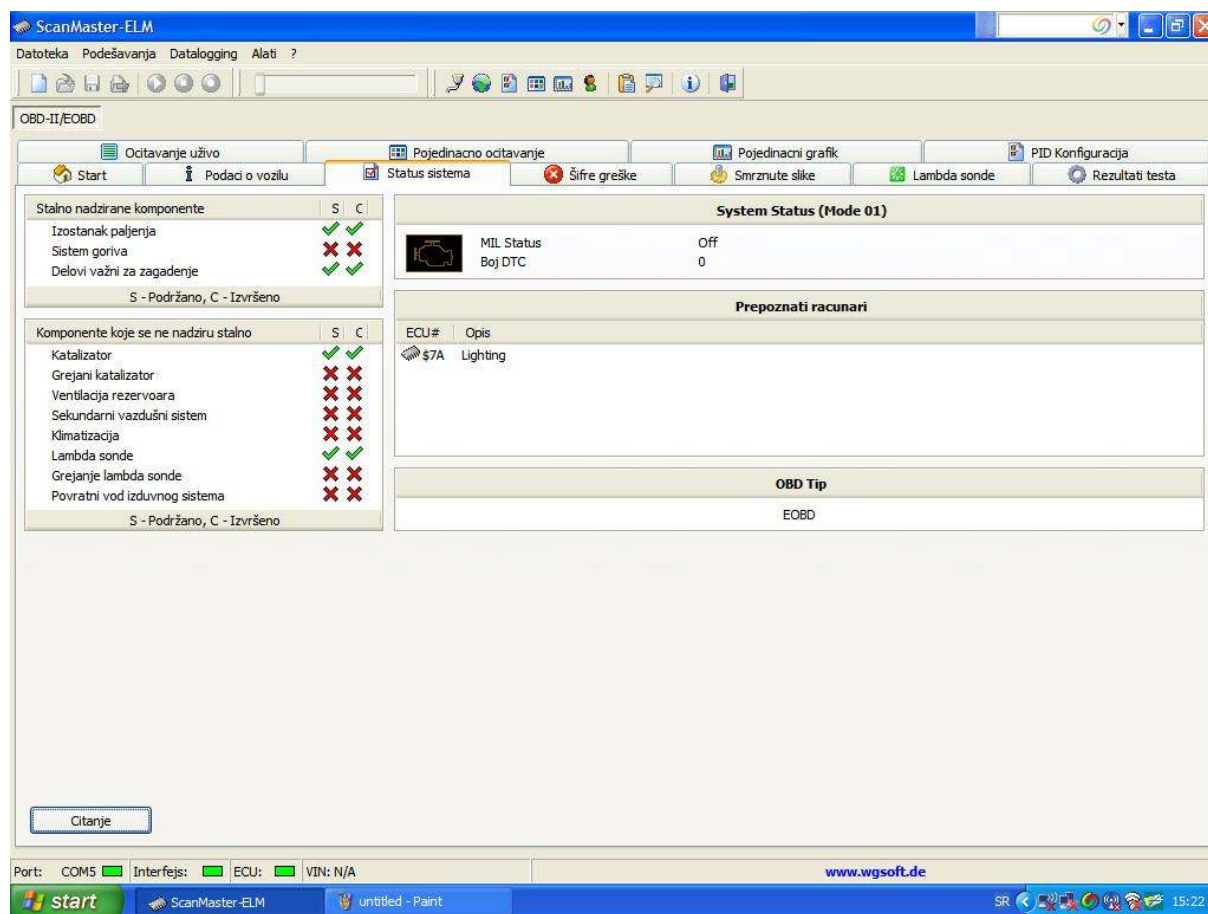 ScanMaster-ELM
Datoteka Podešavanja Datalogging Alati ?
OBD-II/EOBD
Ocitavanje uživo
Pojedinacno ocitavanje
Pojedinacni grafik
PID Konfiguracija
Start
Podaci o vozilu
Status sistema
Šifre greške
Smrznute slike
Lambda sonde
Rezultati testa
Stalno nadzirane komponente S C
Izostanak paljenja
Sistem goriva
Delovi važni za zagađenje
S - Podržano, C - Izvršeno
Komponente koje se ne nadziru stalno S C
Katalizator
Grejani katalizator
Ventilacija rezervoara
Sekundarni vazdušni sistem
Klimatizacija
Lambda sonde
Grejanje lambda sonde
Povratni vod izduvnog sistema
S - Podržano, C - Izvršeno
System Status (Mode 01)
MIL Status Off
Boj DTC 0
Prepoznati racunari
ECU# Opis
$7A Lighting
OBD Tip
EOBD
Citanje
Port: COM5 Interfejs: ECU: VIN: N/A
www.wgsoft.de
start
ScanMaster-ELM
untitled - Paint
SR
15:22